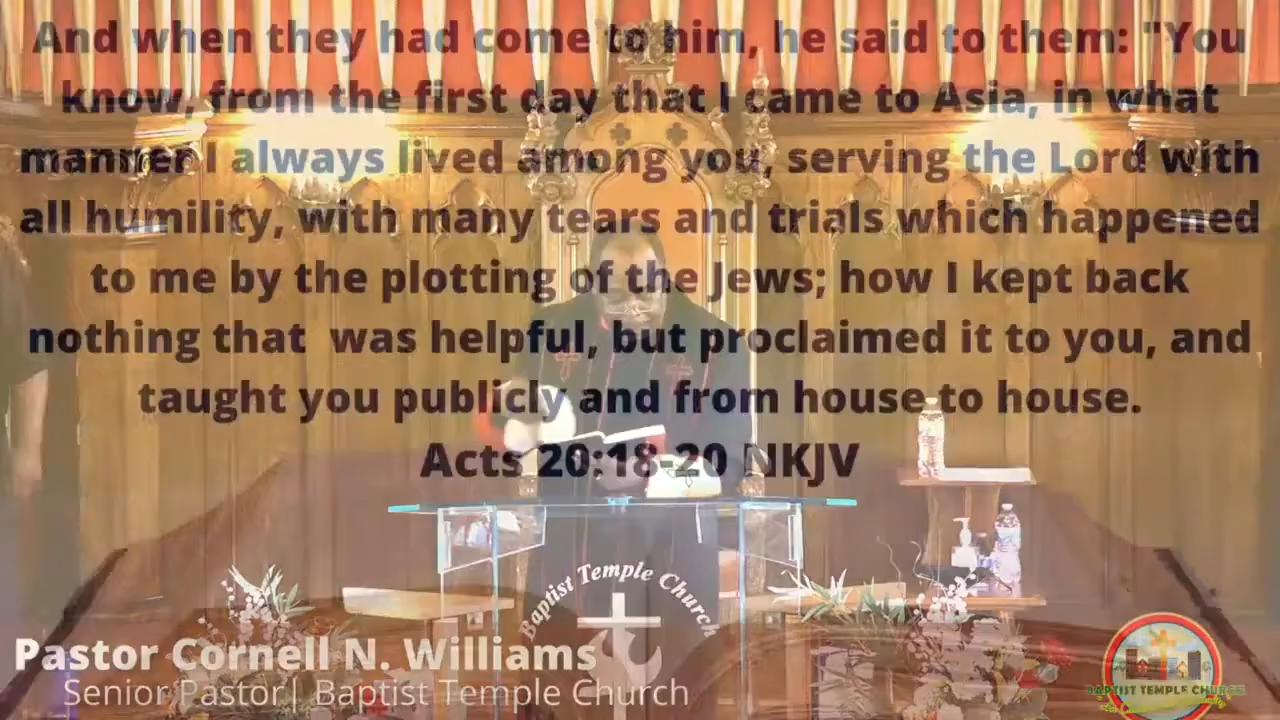 And when they had come to him, he said to them: "You
know, from the first day that I came to Asia, in what
manner I always lived among you, serving the Lord with
all humility, with many tears and trials which happened
to me by the plotting of the Jews; how I kept back
nothing that was helpful, but proclaimed it to you, and
taught you publicly and from house to house.
Acts 20:18-20 NKJV
Baptist Temple Church
Pastor Cornell N. Williams
Senior Pastor| Baptist Temple Church
BAPTIST TEMPLE CHURCH